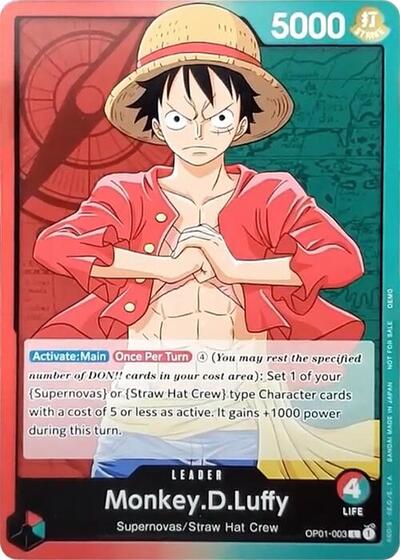 5000
打
STRIKE
Activate:Main Once Per Turn ④ (You may rest the specified
number of DON!! cards in your cost area): Set 1 of your
{Supernovas} or {Straw Hat Crew} type Character cards
with a cost of 5 or less as active. It gains +1000 power
during this turn.
LEADER
Monkey.D.Luffy
Supernovas/Straw Hat Crew
4
LIFE
OP01-003 L 1
BANDAI MADE IN JAPAN NOT FOR SALE DEMO